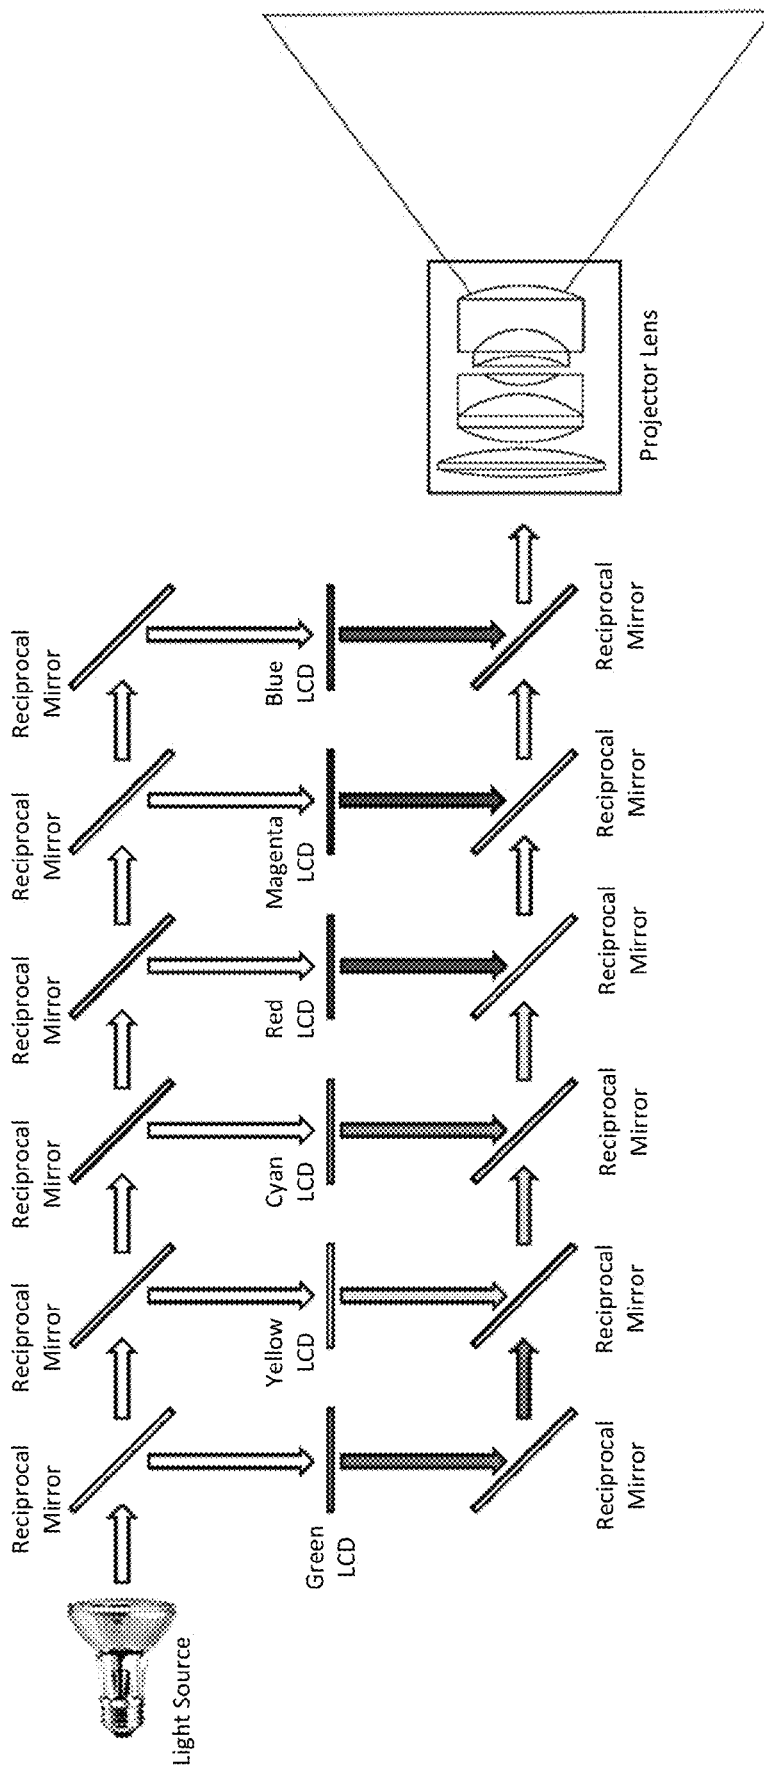 Light Source
Reciprocal
Mirror
Reciprocal
Mirror
Reciprocal
Mirror
Reciprocal
Mirror
Reciprocal
Mirror
Reciprocal
Mirror
Green
LCD
Yellow
LCD
Cyan
LCD
Red
LCD
Magenta
LCD
Blue
LCD
Reciprocal
Mirror
Reciprocal
Mirror
Reciprocal
Mirror
Reciprocal
Mirror
Reciprocal
Mirror
Reciprocal
Mirror
Projector Lens